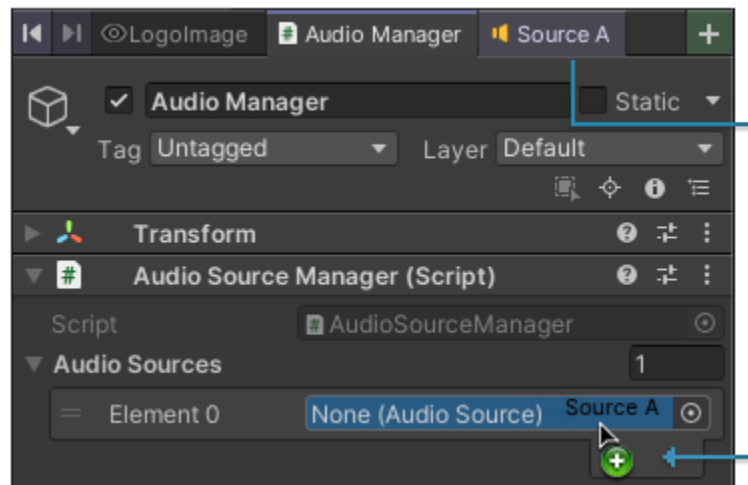 LogoImage # Audio Manager Source A +
Audio Manager Static
Tag Untagged Layer Default
Transform
# Audio Source Manager (Script)
Script # AudioSourceManager
Audio Sources 1
Element 0 None (Audio Source) Source A